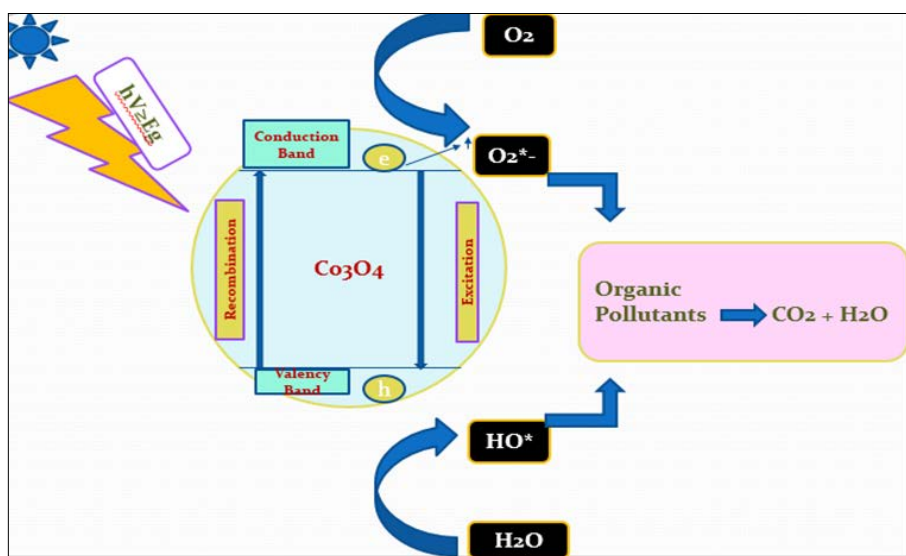 O2
hV≥Eg
Conduction
Band
e
O2*-
Recombination
Co3O4
Excitation
Organic
Pollutants
CO2 + H2O
Valency
Band
h
HO*
H2O